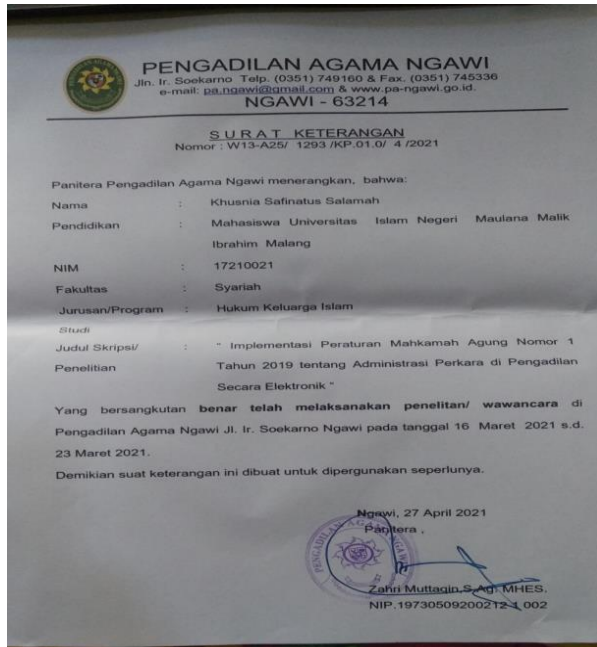 PENGADILAN AGAMA NGAWI
Jln. Ir. Soekarno Telp. (0351) 749160 & Fax. (0351) 745336
e-mail: pa.ngawi@gmail.com & www.pa-ngawi.go.id.
NGAWI - 63214
SURAT KETERANGAN
Nomor : W13-A25/ 1293 /KP.01.0/ 4 /2021
Panitera Pengadilan Agama Ngawi menerangkan, bahwa:
Nama : Khusnia Safinatus Salamah
Pendidikan : Mahasiswa Universitas Islam Negeri Maulana Malik
Ibrahim Malang
NIM : 17210021
Fakultas : Syariah
Jurusan/Program : Hukum Keluarga Islam
Studi
Judul Skripsi/ : " Implementasi Peraturan Mahkamah Agung Nomor 1
Penelitian Tahun 2019 tentang Administrasi Perkara di Pengadilan
Secara Elektronik "
Yang bersangkutan benar telah melaksanakan penelitan/ wawancara di
Pengadilan Agama Ngawi Jl. Ir. Soekarno Ngawi pada tanggal 16 Maret 2021 s.d.
23 Maret 2021.
Demikian suat keterangan ini dibuat untuk dipergunakan seperlunya.
Ngawi, 27 April 2021
Panitera ,
PENGADILAN AGAMA NGAWI
Zahri Muttaqin,S.Ag. MHES.
NIP.19730509200212 1 002